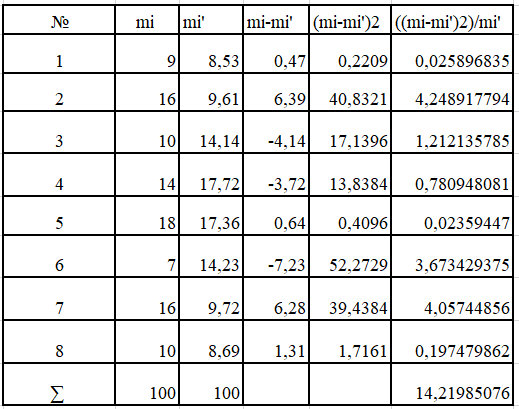 № mi mi' mi-mi' (mi-mi')2 ((mi-mi')2)/mi'
1 9 8,53 0,47 0,2209 0,025896835
2 16 9,61 6,39 40,8321 4,248917794
3 10 14,14 -4,14 17,1396 1,212135785
4 14 17,72 -3,72 13,8384 0,780948081
5 18 17,36 0,64 0,4096 0,02359447
6 7 14,23 -7,23 52,2729 3,673429375
7 16 9,72 6,28 39,4384 4,05744856
8 10 8,69 1,31 1,7161 0,197479862
∑ 100 100 14,21985076